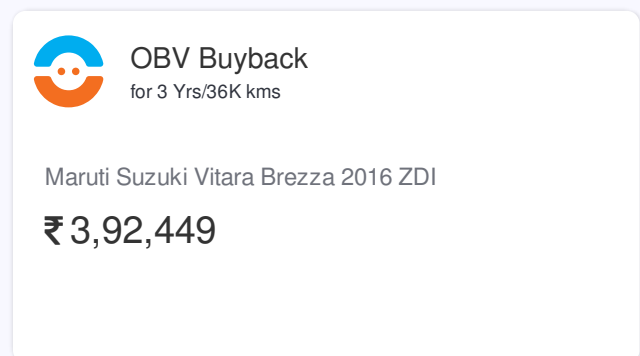 OBV Buyback
for 3 Yrs/36K kms
Maruti Suzuki Vitara Brezza 2016 ZDI
₹ 3,92,449